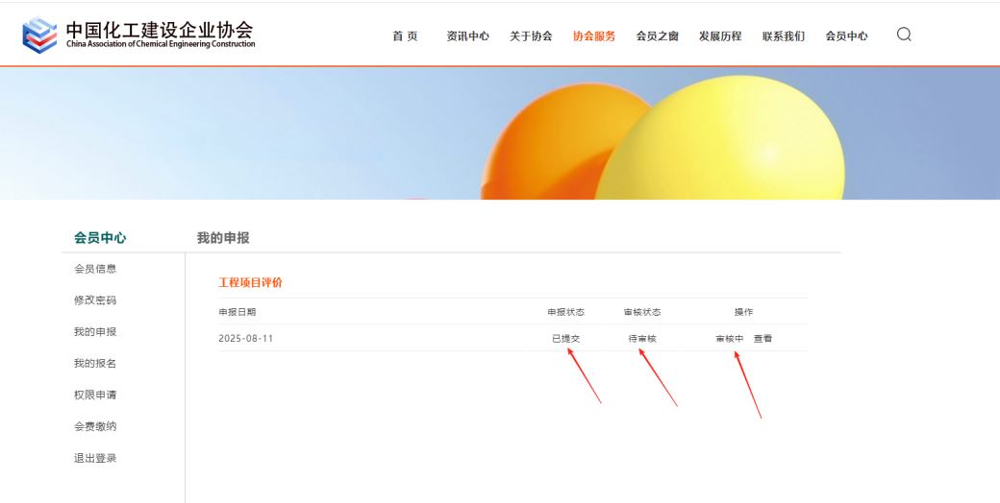 中国化工建设企业协会
China Association of Chemical Engineering Construction
首 页 资讯中心 关于协会 协会服务 会员之窗 发展历程 联系我们 会员中心
会员中心
我的申报
会员信息
修改密码
我的申报
我的报名
权限申请
会费缴纳
退出登录
工程项目评价
申报日期 申报状态 审核状态 操作
2025-08-11 已提交 待审核 审核中 查看